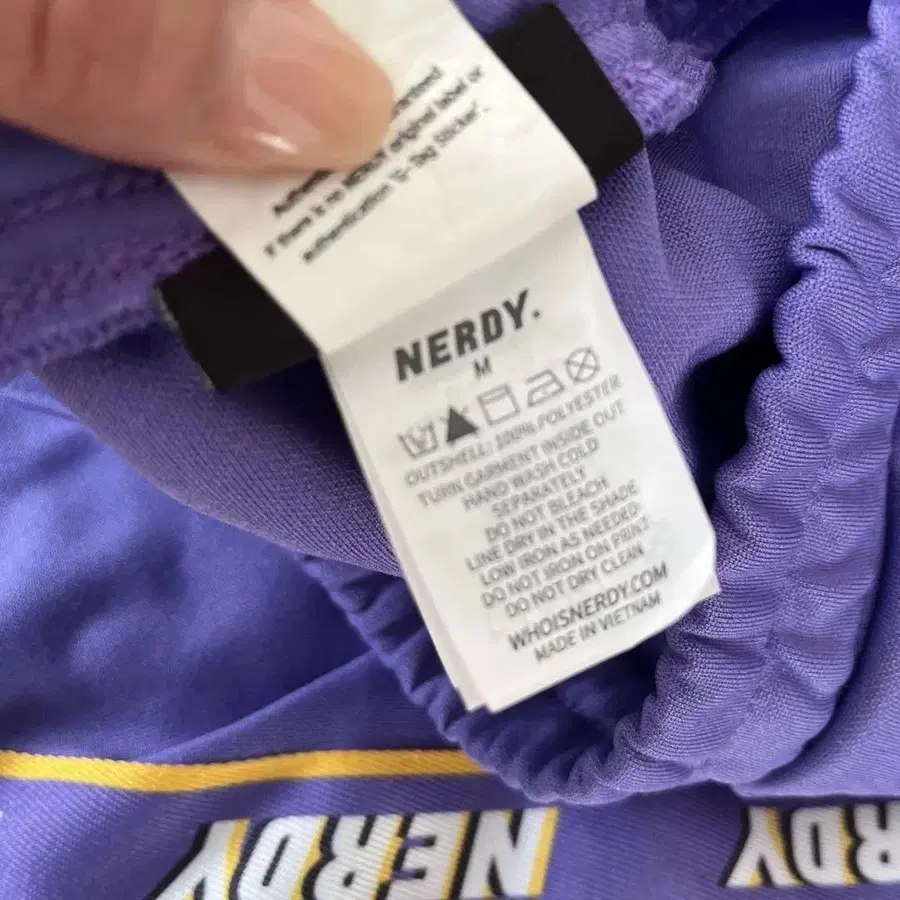 if there is no NERDY original label or
authentication 'U-Tag Sticker'.
NERDY.
M
OUTSHELL: 100% POLYESTER
TURN GARMENT INSIDE OUT
HAND WASH COLD
SEPARATELY
DO NOT BLEACH
LINE DRY IN THE SHADE
LOW IRON AS NEEDED
DO NOT IRON ON PRINT
DO NOT DRY CLEAN
WHOISNERDY.COM
MADE IN VIETNAM
NERDY